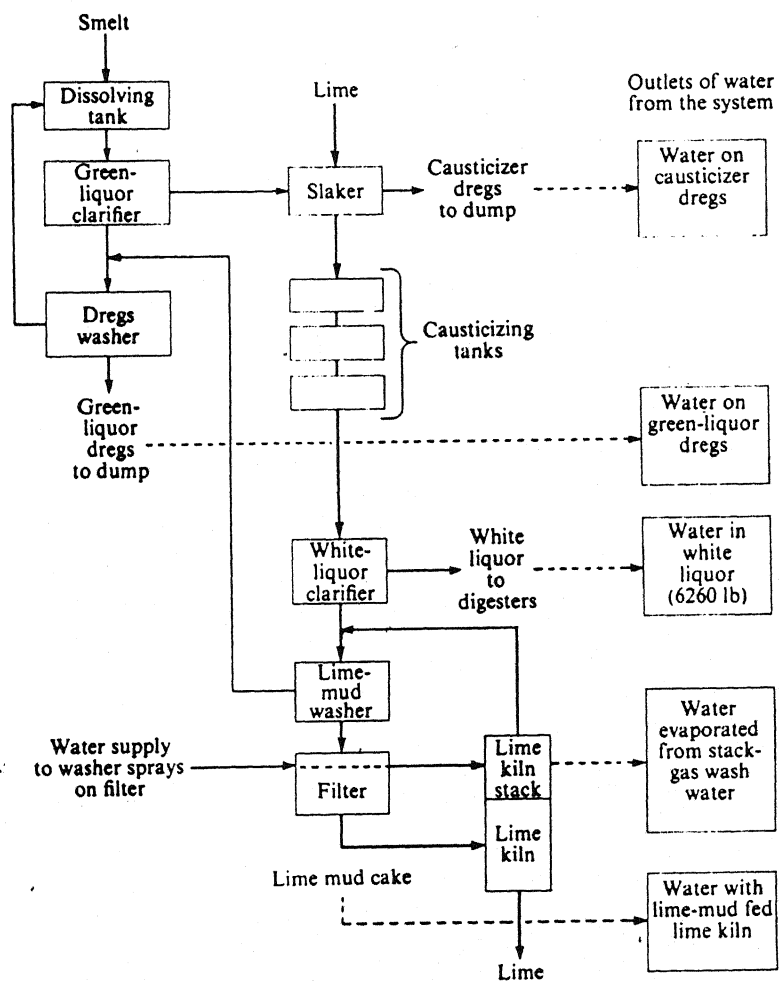 Smelt
Dissolving
tank
Green-
liquor
clarifier
Dregs
washer
Green-
liquor
dregs
to dump
Lime
Slaker
Causticizer
dregs
to dump
Causticizing
tanks
White-
liquor
clarifier
White
liquor
to
digesters
Lime-
mud
washer
Water supply
to washer sprays
on filter
Filter
Lime
kiln
stack
Lime
kiln
Lime mud cake
Lime
Outlets of water
from the system
Water on
causticizer
dregs
Water on
green-liquor
dregs
Water in
white
liquor
(6260 lb)
Water
evaporated
from stack-
gas wash
water
Water with
lime-mud fed
lime kiln